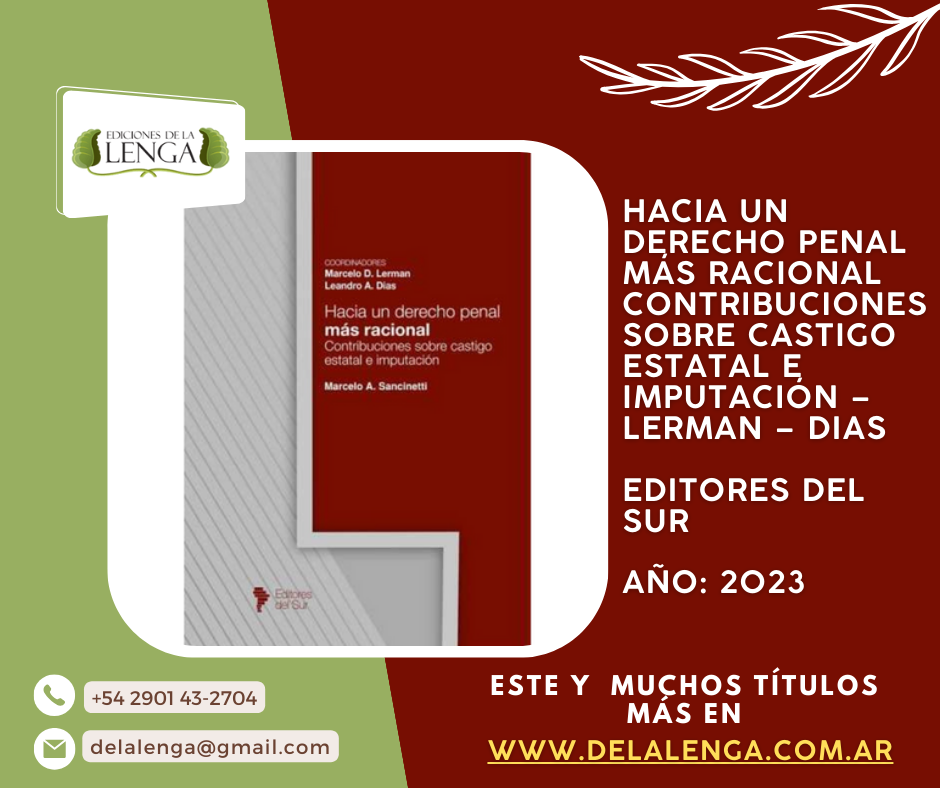 EDICIONES DE LA
LENGA
COORDINADORES
Marcelo D. Lerman
Leandro A. Dias
Hacia un derecho penal
más racional
Contribuciones sobre castigo
estatal e imputación
Marcelo A. Sancinetti
Editores
del Sur
HACIA UN
DERECHO PENAL
MÁS RACIONAL
CONTRIBUCIONES
SOBRE CASTIGO
ESTATAL E
IMPUTACIÓN –
LERMAN – DIAS
EDITORES DEL
SUR
AÑO: 2023
+54 2901 43-2704
delalenga@gmail.com
ESTE Y MUCHOS TÍTULOS
MÁS EN
WWW.DELALENGA.COM.AR